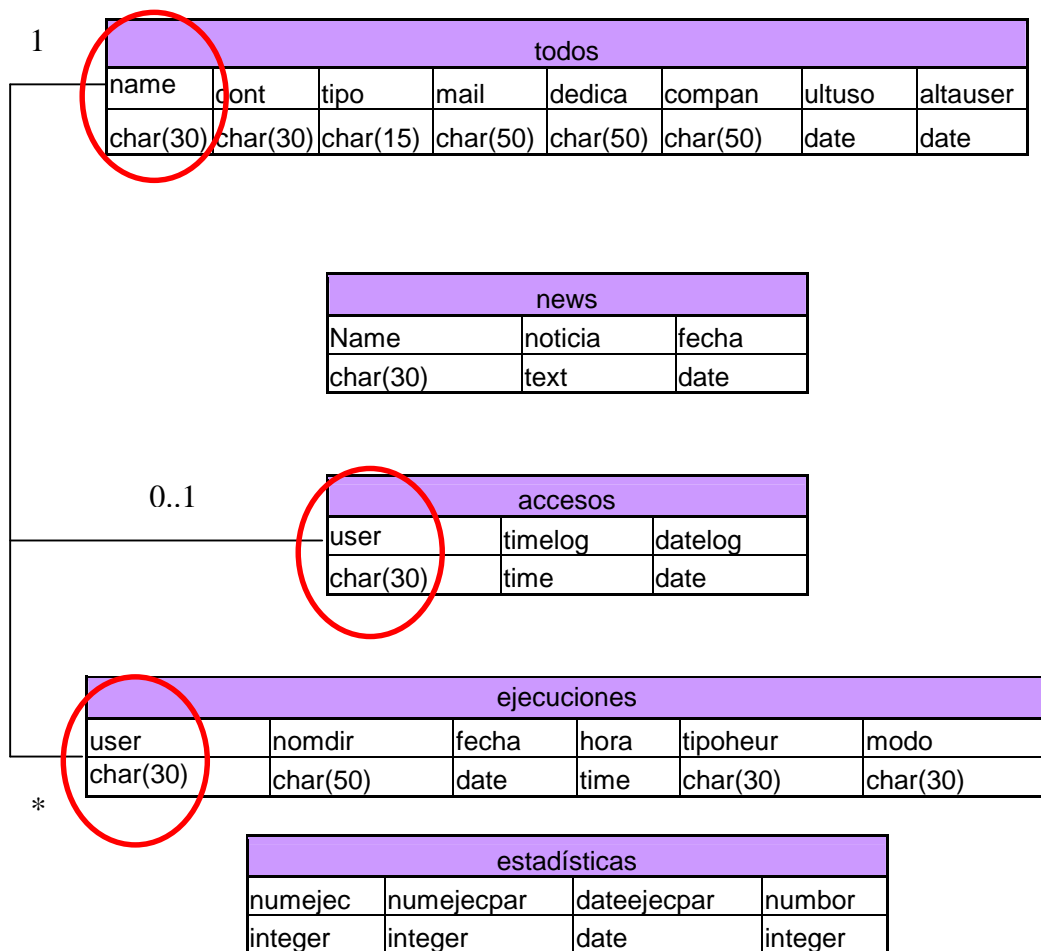 1
todos
name cont tipo mail dedica compan ultuso altauser
char(30) char(30) char(15) char(50) char(50) char(50) date date
news
Name noticia fecha
char(30) text date
0..1
accesos
user timelog datelog
char(30) time date
ejecuciones
user nomdir fecha hora tipoheur modo
char(30) char(50) date time char(30) char(30)
*
estadísticas
numejec numejecpar dateejecpar numbor
integer integer date integer